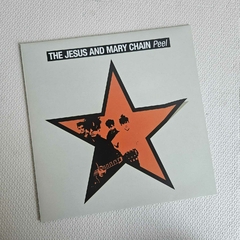 THE JESUS AND MARY CHAIN Peel